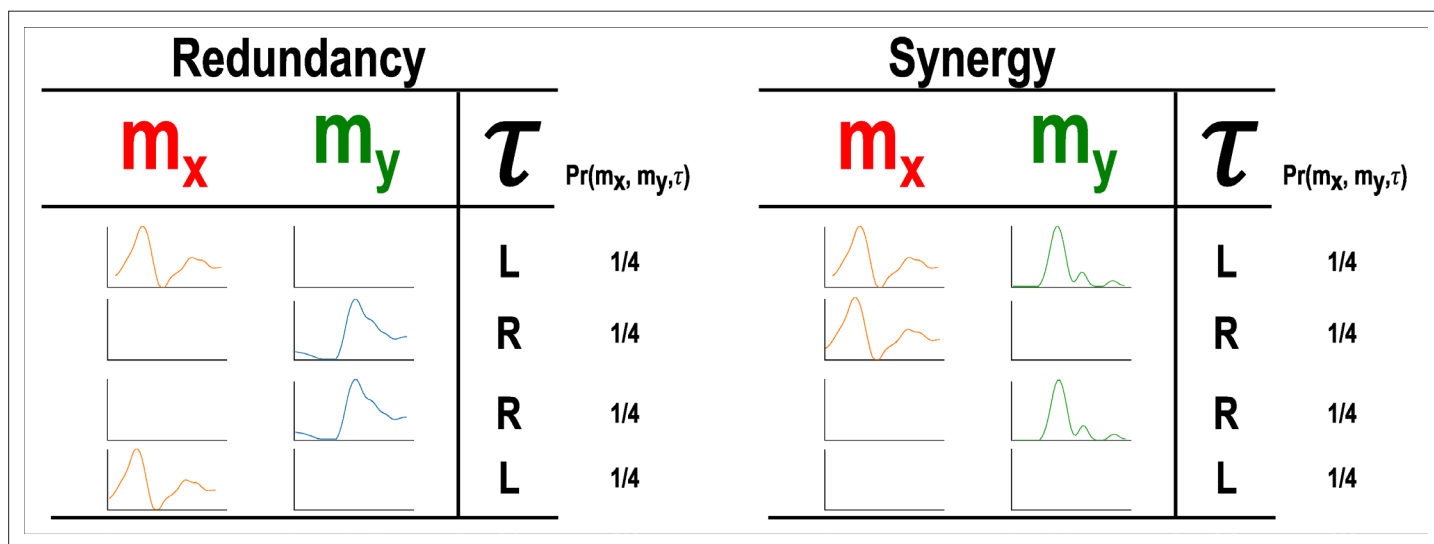 Redundancy Synergy
mx my τ Pr(mx, my,τ) mx my τ Pr(mx, my,τ)
L 1/4 L 1/4
R 1/4 R 1/4
R 1/4 R 1/4
L 1/4 L 1/4